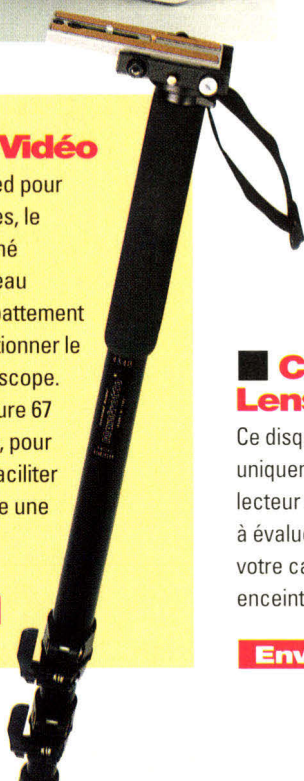 Vidéo
ed pour
es, le
né
eau
battement
tionner le
scope.
ure 67
, pour
aciliter
e une
C
Lens
Ce disq
uniquer
lecteur
à évalue
votre ca
enceint
Env